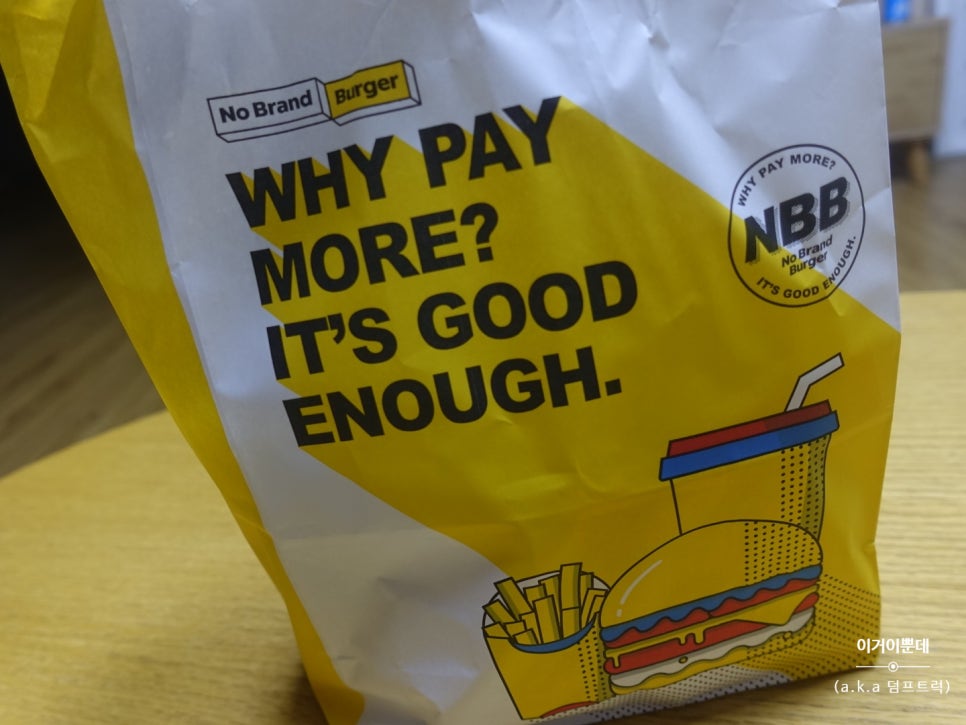 No Brand Burger
WHY PAY
MORE?
IT'S GOOD
ENOUGH.
WHY PAY MORE?
NBB
No Brand
Burger
IT'S GOOD ENOUGH.
이거이뿐데
(a.k.a 덤프트럭)